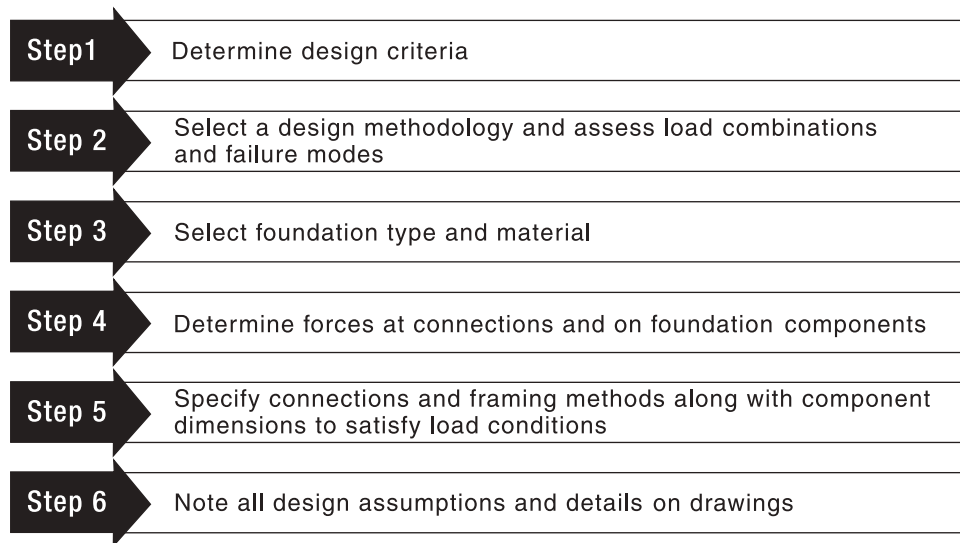 Step1
Determine design criteria
Step 2
Select a design methodology and assess load combinations
and failure modes
Step 3
Select foundation type and material
Step 4
Determine forces at connections and on foundation components
Step 5
Specify connections and framing methods along with component
dimensions to satisfy load conditions
Step 6
Note all design assumptions and details on drawings